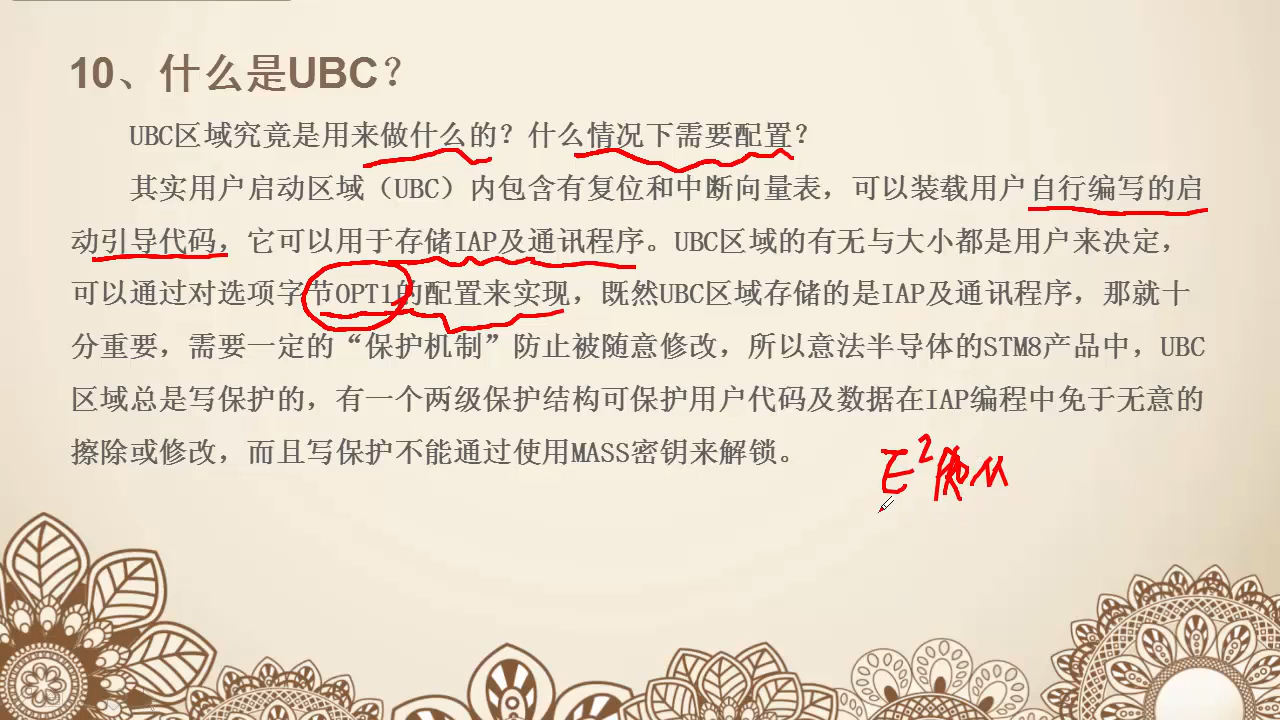 10、什么是UBC？
UBC区域究竟是用来做什么的？什么情况下需要配置？
其实用户启动区域（UBC）内包含有复位和中断向量表，可以装载用户自行编写的启
动引导代码，它可以用于存储IAP及通讯程序。UBC区域的有无与大小都是用户来决定，
可以通过对选项字节OPT1的配置来实现，既然UBC区域存储的是IAP及通讯程序，那就十
分重要，需要一定的“保护机制”防止被随意修改，所以意法半导体的STM8产品中，UBC
区域总是写保护的，有一个两级保护结构可保护用户代码及数据在IAP编程中免于无意的
擦除或修改，而且写保护不能通过使用MASS密钥来解锁。
E²